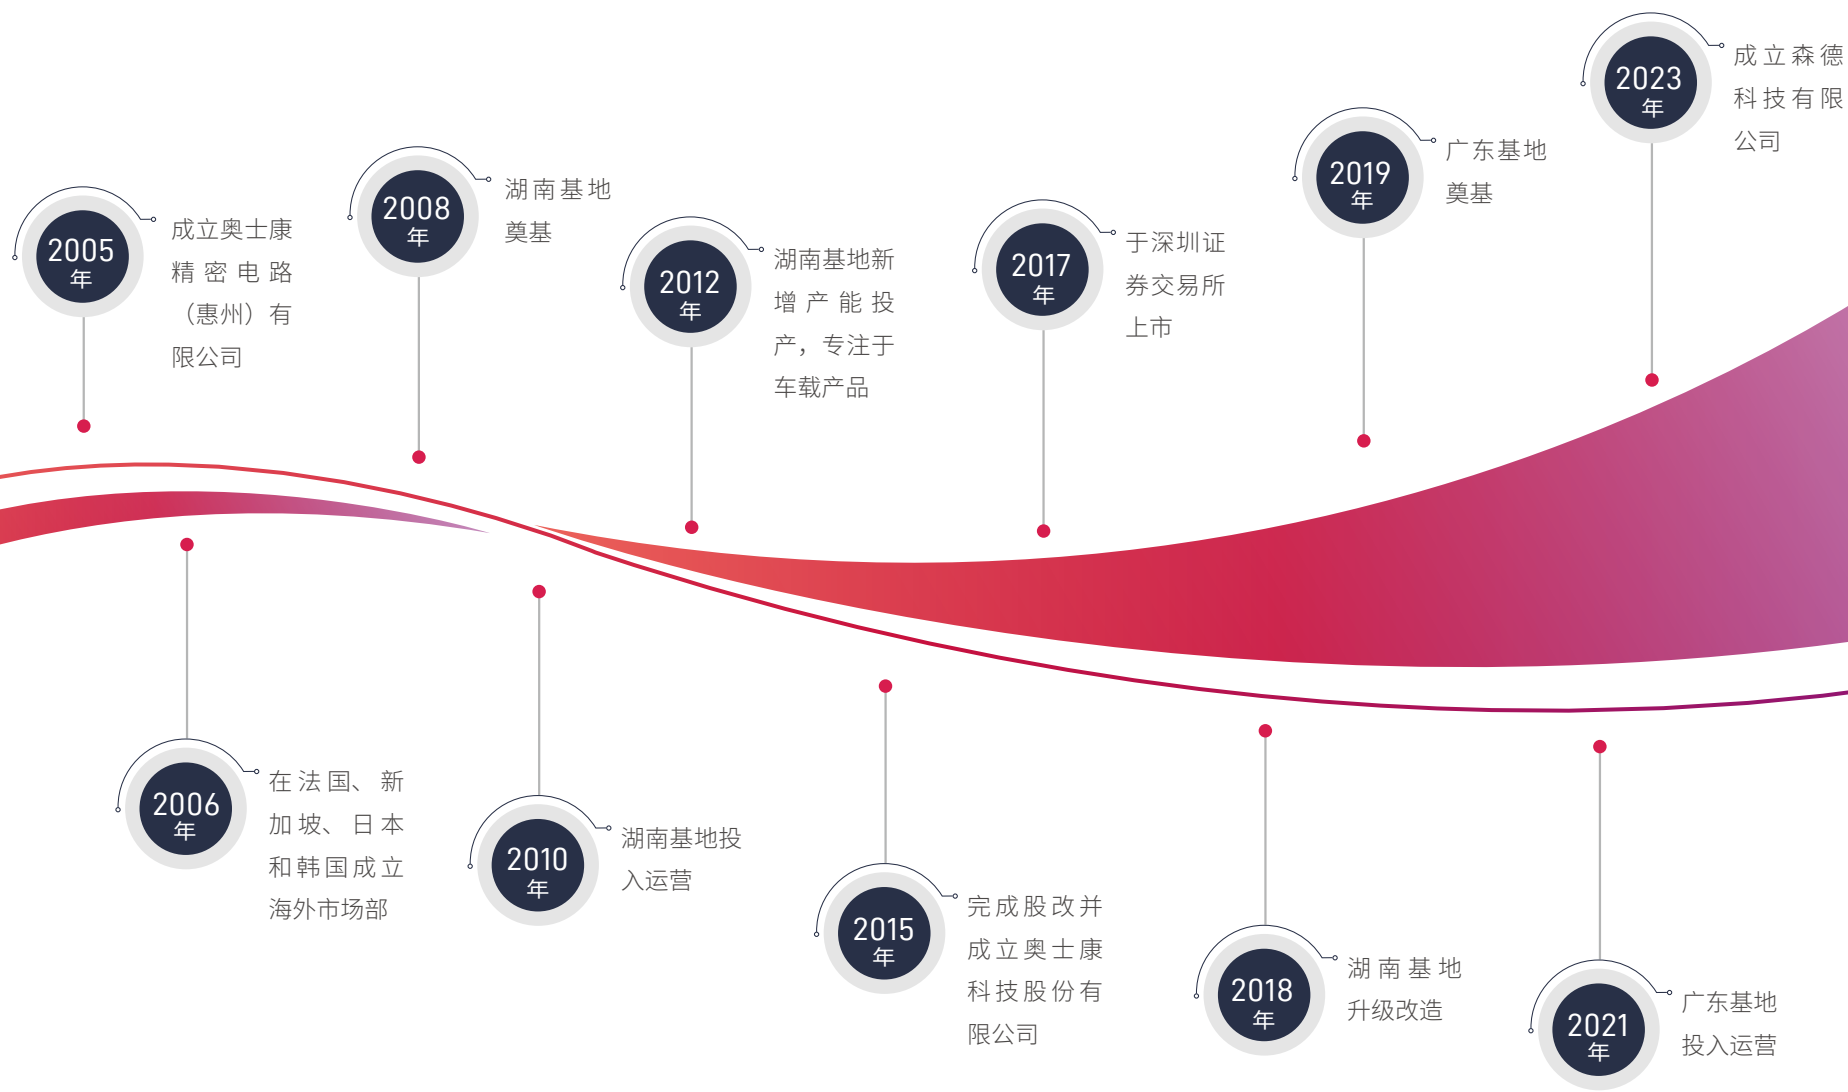 2005
年
成立奥士康
精密电路
（惠州）有
限公司
2006
年
在法国、新
加坡、日本
和韩国成立
海外市场部
2008
年
湖南基地
奠基
2010
年
湖南基地投
入运营
2012
年
湖南基地新
增产能投
产，专注于
车载产品
2015
年
完成股改并
成立奥士康
科技股份有
限公司
2017
年
于深圳证
券交易所
上市
2018
年
湖南基地
升级改造
2019
年
广东基地
奠基
2021
年
广东基地
投入运营
2023
年
成立森德
科技有限
公司